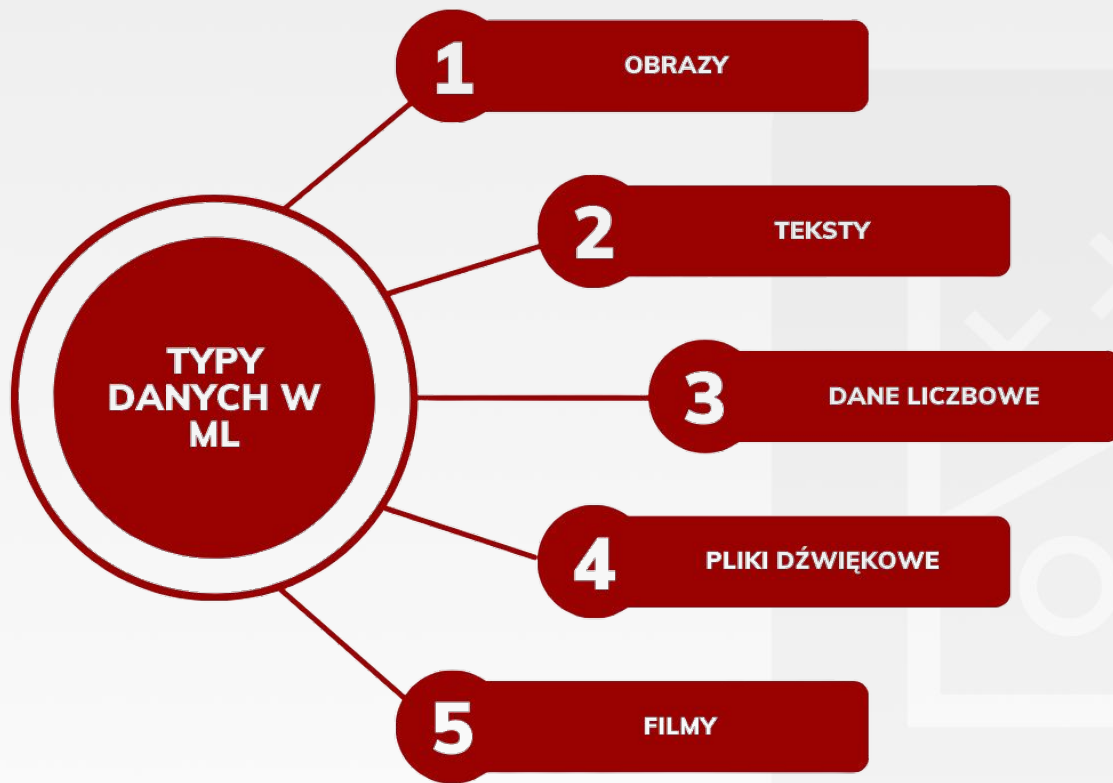 TYPY
DANYCH W
ML
1 OBRAZY
2 TEKSTY
3 DANE LICZBOWE
4 PLIKI DŹWIĘKOWE
5 FILMY